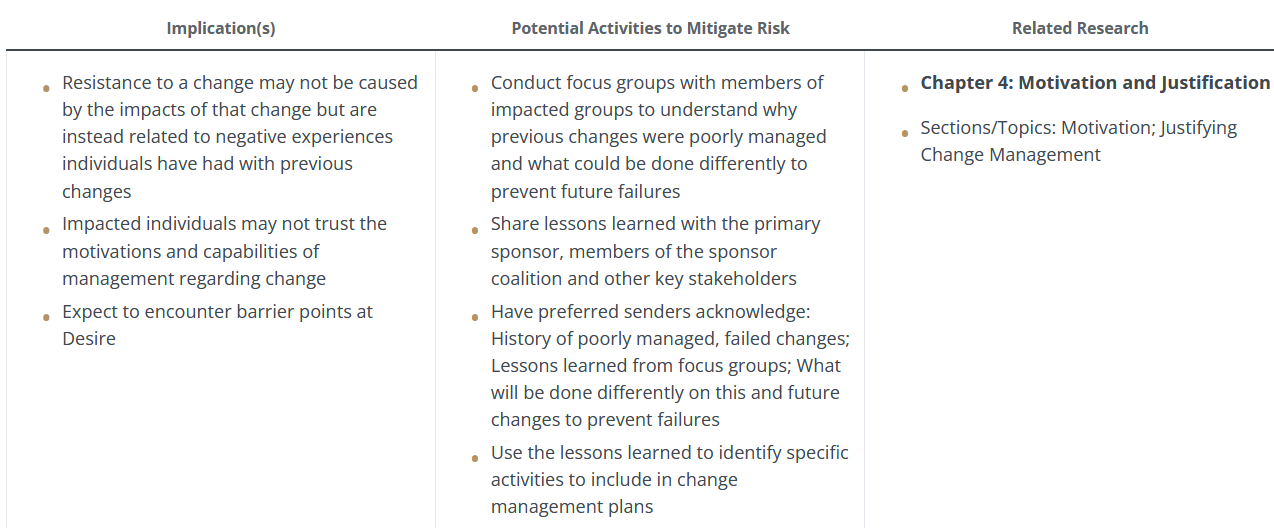 Implication(s)
Potential Activities to Mitigate Risk
Related Research
Resistance to a change may not be caused
by the impacts of that change but are
instead related to negative experiences
individuals have had with previous
changes
Impacted individuals may not trust the
motivations and capabilities of
management regarding change
Expect to encounter barrier points at
Desire
Conduct focus groups with members of
impacted groups to understand why
previous changes were poorly managed
and what could be done differently to
prevent future failures
Share lessons learned with the primary
sponsor, members of the sponsor
coalition and other key stakeholders
Have preferred senders acknowledge:
History of poorly managed, failed changes;
Lessons learned from focus groups; What
will be done differently on this and future
changes to prevent failures
Use the lessons learned to identify specific
activities to include in change
management plans
Chapter 4: Motivation and Justification
Sections/Topics: Motivation; Justifying
Change Management